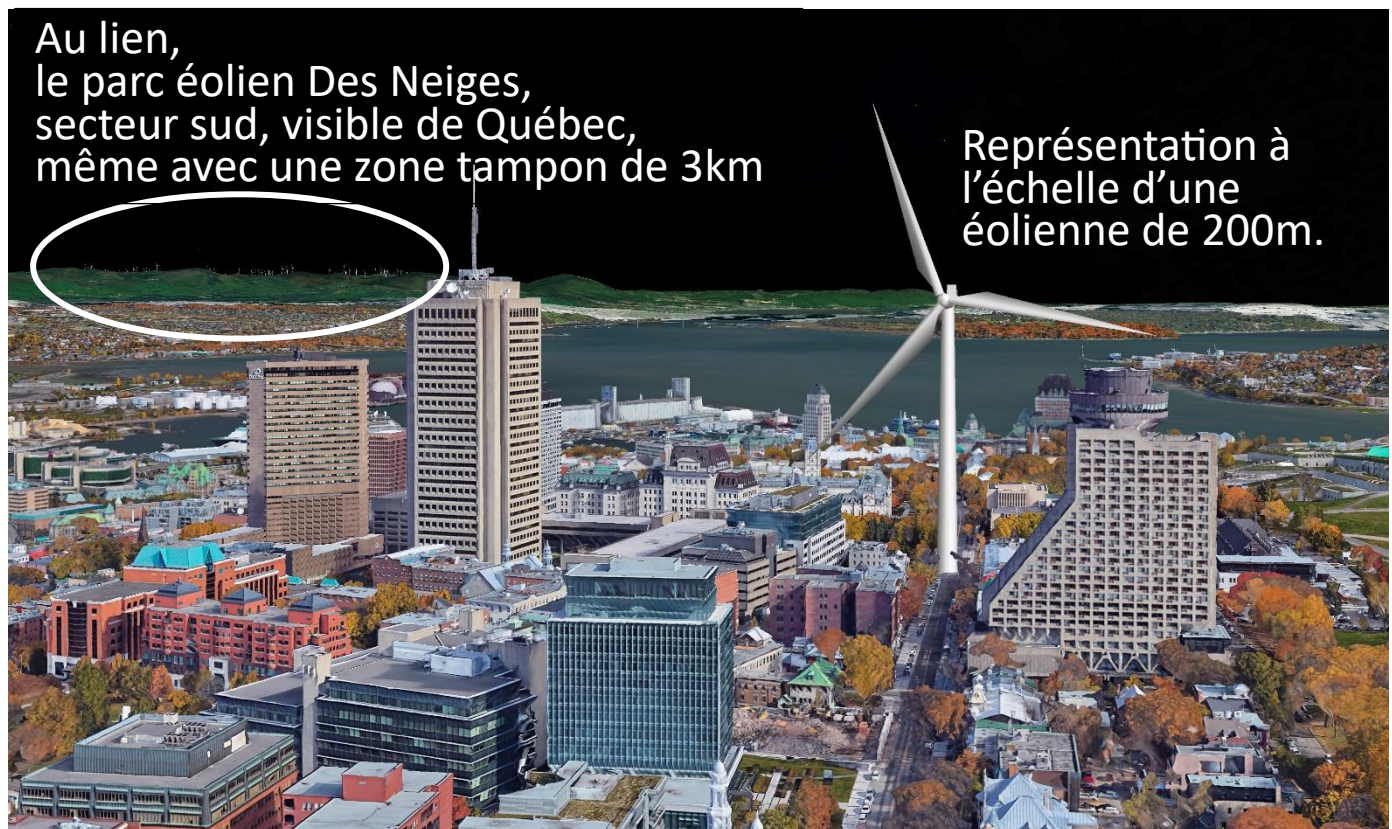 Au lien,
le parc éolien Des Neiges,
secteur sud, visible de Québec,
même avec une zone tampon de 3km
Représentation à
l'échelle d'une
éolienne de 200m.